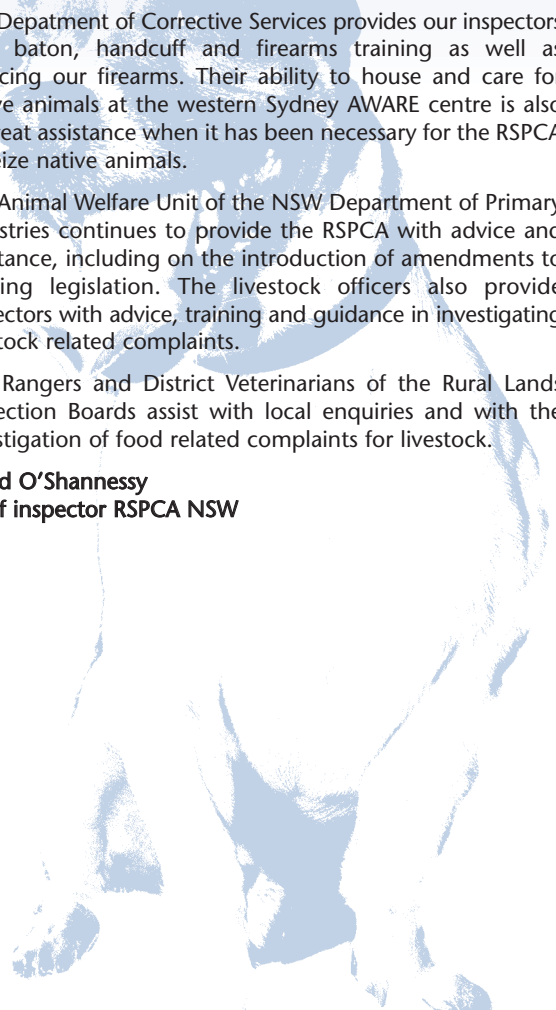 Depatment of Corrective Services provides our inspectors
baton, handcuff and firearms training as well as
cing our firearms. Their ability to house and care for
ve animals at the western Sydney AWARE centre is also
reat assistance when it has been necessary for the RSPCA
eize native animals.
Animal Welfare Unit of the NSW Department of Primary
stries continues to provide the RSPCA with advice and
tance, including on the introduction of amendments to
ing legislation. The livestock officers also provide
ectors with advice, training and guidance in investigating
stock related complaints.
Rangers and District Veterinarians of the Rural Lands
ection Boards assist with local enquiries and with the
stigation of food related complaints for livestock.
d O'Shannessy
f inspector RSPCA NSW